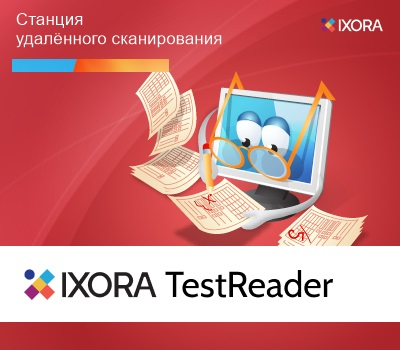 Станция
удалённого сканирования
IXORA
IXORA TestReader